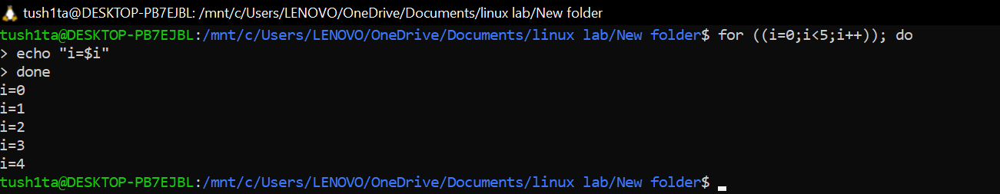 tush1ta@DESKTOP-PB7EJBL: /mnt/c/Users/LENOVO/OneDrive/Documents/linux lab/New folder
tush1ta@DESKTOP-PB7EJBL:/mnt/c/Users/LENOVO/OneDrive/Documents/linux lab/New folder$ for ((i=0;i<5;i++)); do
> echo "i=$i"
> done
i=0
i=1
i=2
i=3
i=4
tush1ta@DESKTOP-PB7EJBL:/mnt/c/Users/LENOVO/OneDrive/Documents/linux lab/New folder$